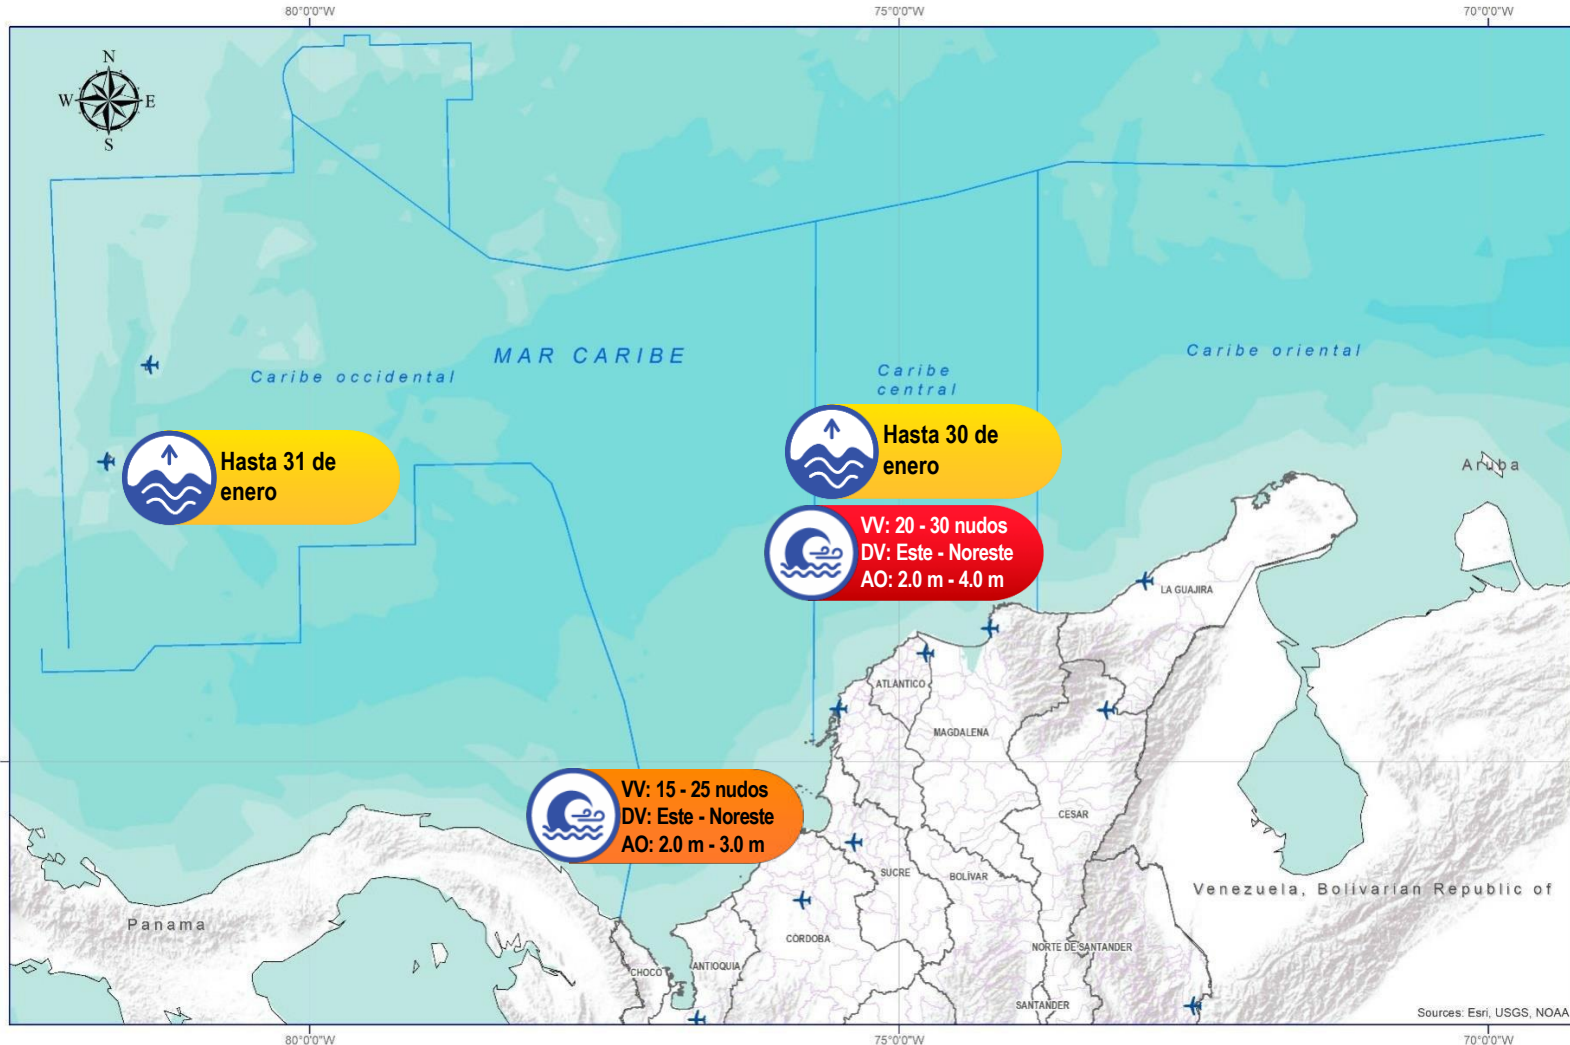 80°0'0"W
75°0'0"W
70°0'0"W
N
W
E
S
MAR CARIBE
Caribe occidental
Caribe
central
Caribe oriental
Hasta 31 de
enero
Hasta 30 de
enero
Aruba
VV: 20 - 30 nudos
DV: Este - Noreste
AO: 2.0 m - 4.0 m
LA GUAJIRA
ATLÁNTICO
MAGDALENA
VV: 15 - 25 nudos
DV: Este - Noreste
AO: 2.0 m - 3.0 m
CESAR
SUCRE
BOLÍVAR
Venezuela, Bolivarian Republic of
Panama
CÓRDOBA
NORTE DE SANTANDER
CHOCO
ANTIOQUIA
SANTANDER
Sources: Esri, USGS, NOAA
80°0'0"W
75°0'0"W
70°0'0"W